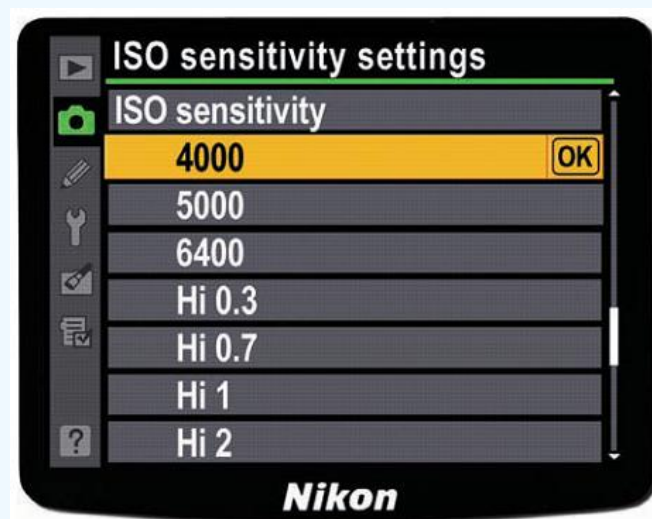 ISO sensitivity settings
ISO sensitivity
4000 OK
5000
6400
Hi 0.3
Hi 0.7
Hi 1
Hi 2
?
Nikon